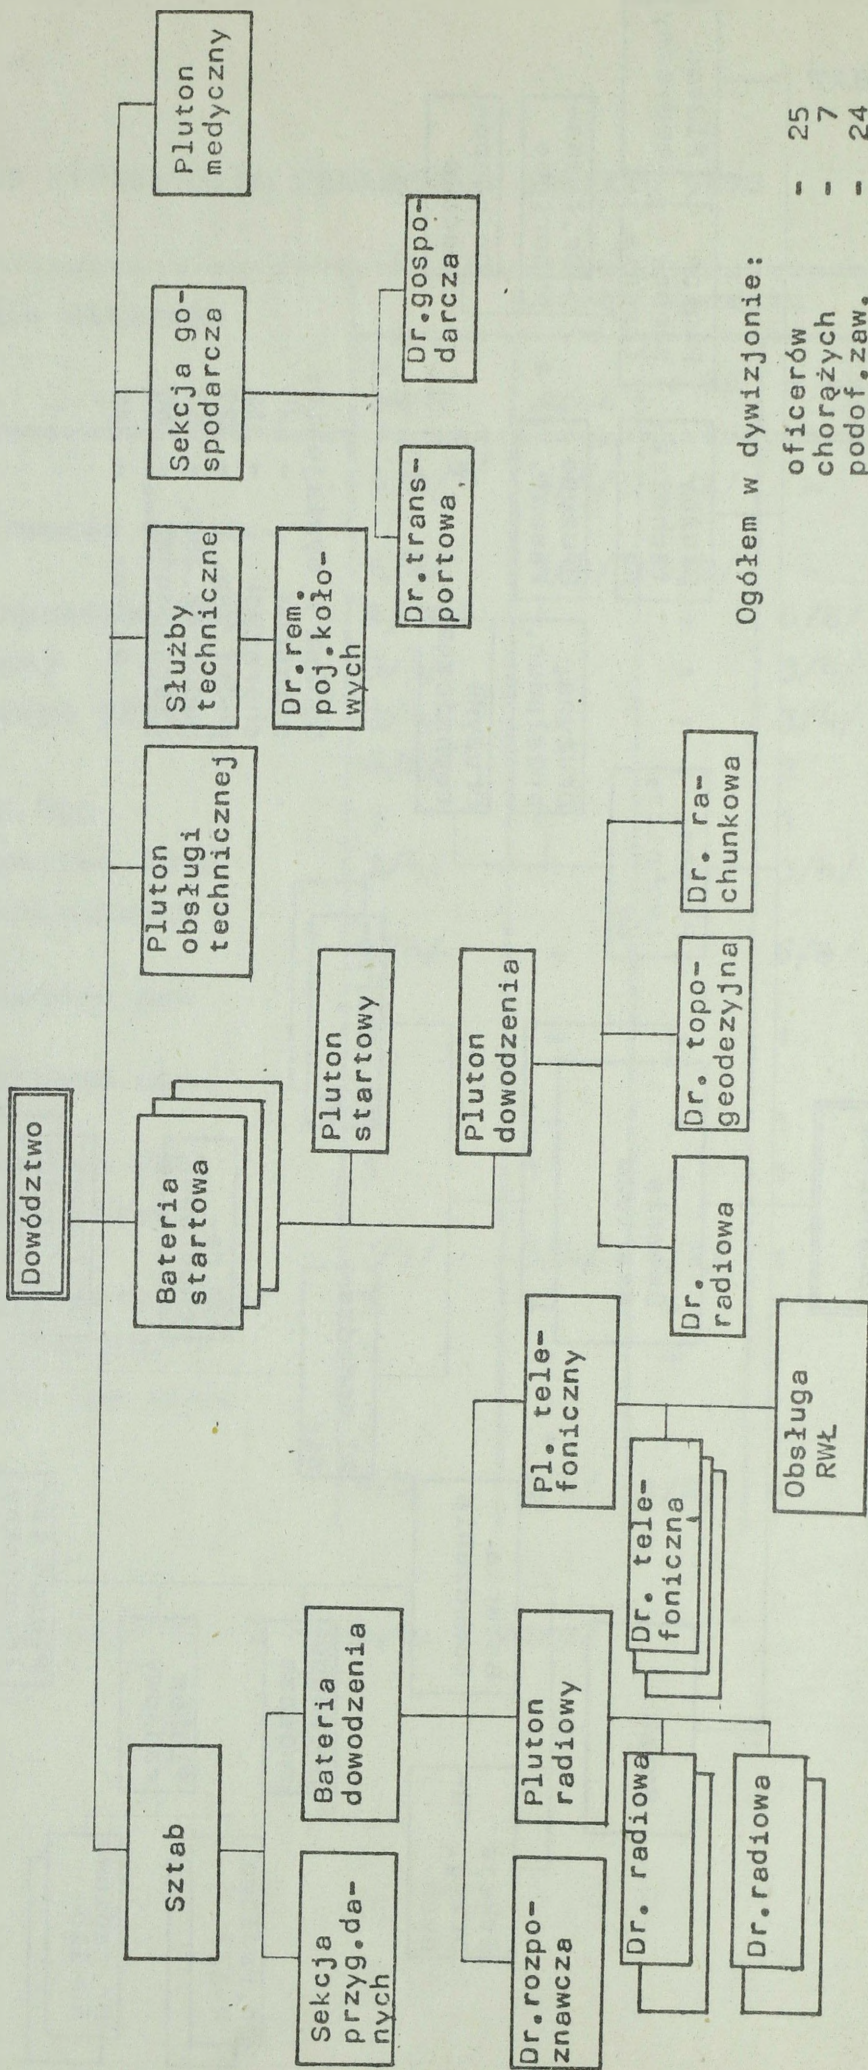 Dowództwo
Sztab
Bateria
startowa
Pluton
obsługi
technicznej
Służby
techniczne
Sekcja go-
spodarcza
Pluton
medyczny
Sekcja
przyg.da-
nych
Bateria
dowodzenia
Pluton
startowy
Dr.rem.
poj.koło-
wych
Dr.trans-
portowa
Dr.gospo-
darcza
Pluton
dowodzenia
Dr.rozpo-
znawcza
Pluton
radiowy
Pl. tele-
foniczny
Dr. radiowa
Dr.radiowa
Dr. tele-
foniczna
Obsługa
RWŁ
Dr.
radiowa
Dr. topo-
geodezyjna
Dr. ra-
chunkowa
Ogółem w dywizjonie:
oficerów - 25
chorążych - 7
podof.zaw. - 24